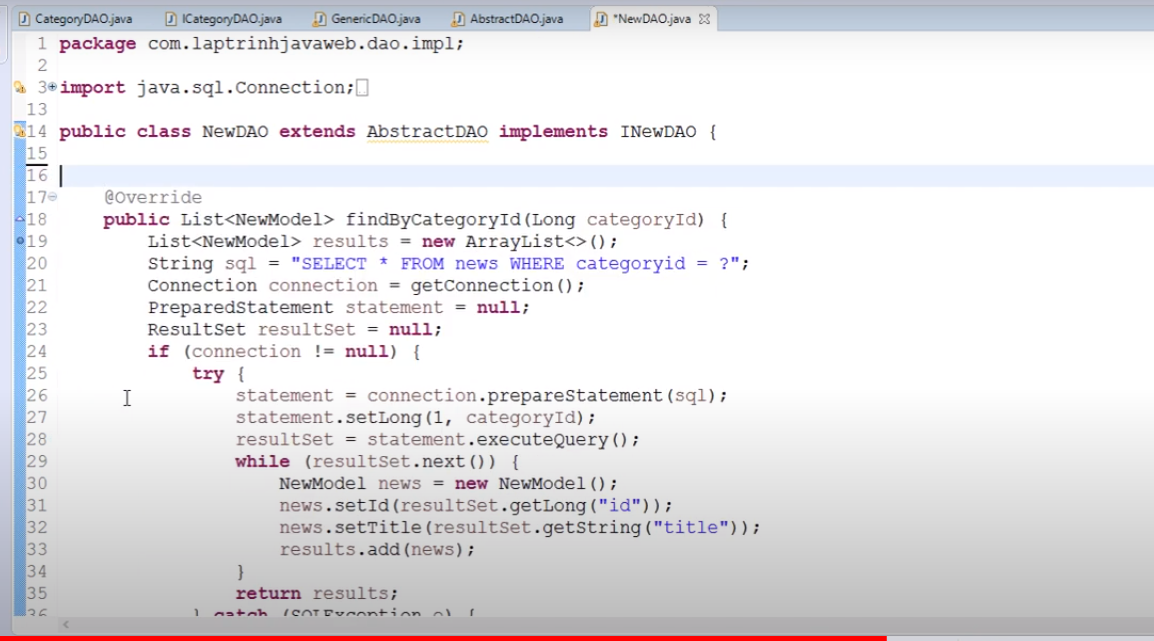 CategoryDAO.java ICategoryDAO.java GenericDAO.java AbstractDAO.java *NewDAO.java
1 package com.laptrinhjavaweb.dao.impl;
2
3 import java.sql.Connection;
13
14 public class NewDAO extends AbstractDAO implements INewDAO {
15
16
17 @Override
18 public List<NewModel> findByCategoryId(Long categoryId) {
19 List<NewModel> results = new ArrayList<>();
20 String sql = "SELECT * FROM news WHERE categoryid = ?";
21 Connection connection = getConnection();
22 PreparedStatement statement = null;
23 ResultSet resultSet = null;
24 if (connection != null) {
25 try {
26 statement = connection.prepareStatement(sql);
27 statement.setLong(1, categoryId);
28 resultSet = statement.executeQuery();
29 while (resultSet.next()) {
30 NewModel news = new NewModel();
31 news.setId(resultSet.getLong("id"));
32 news.setTitle(resultSet.getString("title"));
33 results.add(news);
34 }
35 return results;
36 } catch (SQLException e) {